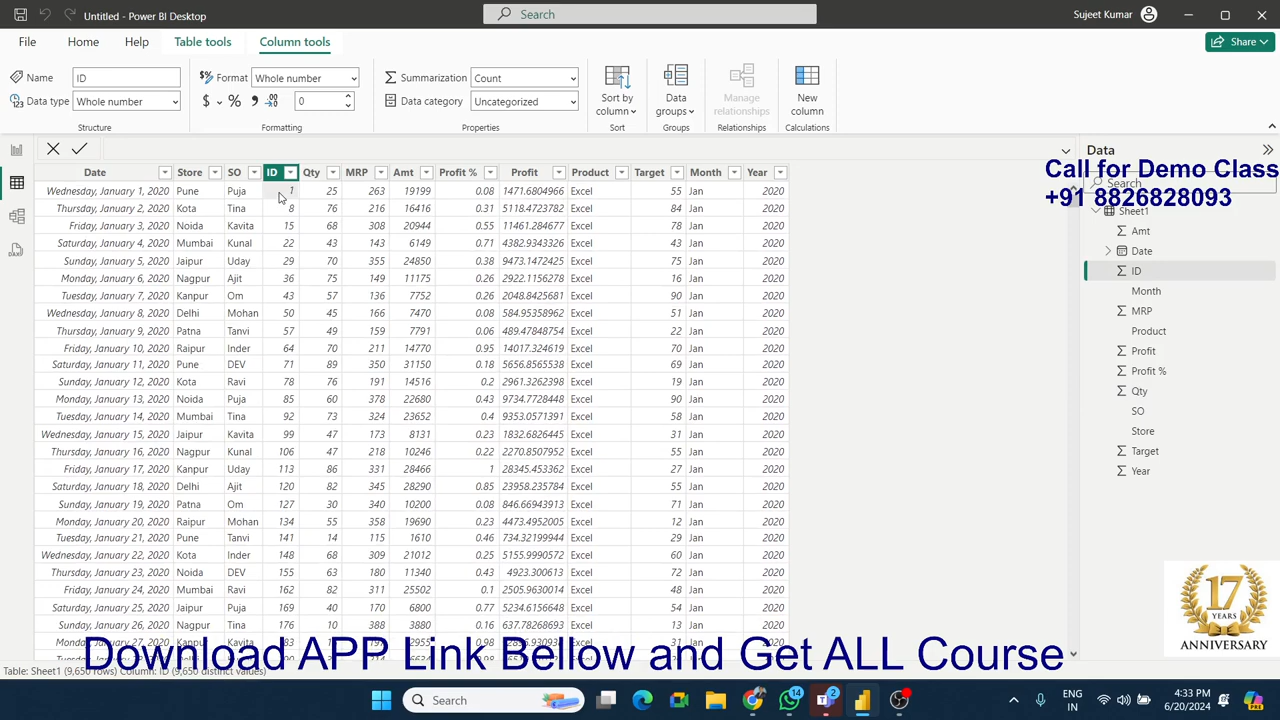 Untitled - Power BI Desktop
Search
Sujeet Kumar
File Home Help Table tools Column tools
Share
Name ID
Format Whole number
Summarization Count
Data type Whole number
$ % 0
Data category Uncategorized
Sort by column
Data groups
Manage relationships
New column
Structure
Formatting
Properties
Sort
Groups
Relationships
Calculations
Date Store SO ID Qty MRP Amt Profit % Profit Product Target Month Year
Wednesday, January 1, 2020 Pune Puja 1 25 263 19199 0.08 1471.6804966 Excel 55 Jan 2020
Thursday, January 2, 2020 Kota Tina 8 76 216 16416 0.31 5118.4723782 Excel 84 Jan 2020
Friday, January 3, 2020 Noida Kavita 15 68 308 20944 0.55 11461.284677 Excel 78 Jan 2020
Saturday, January 4, 2020 Mumbai Kunal 22 43 143 6149 0.71 4382.9334326 Excel 43 Jan 2020
Sunday, January 5, 2020 Jaipur Uday 29 70 355 24850 0.38 9473.1472425 Excel 75 Jan 2020
Monday, January 6, 2020 Nagpur Ajit 36 75 149 11175 0.26 2922.1156278 Excel 16 Jan 2020
Tuesday, January 7, 2020 Kanpur Om 43 57 136 7752 0.26 2048.8425681 Excel 90 Jan 2020
Wednesday, January 8, 2020 Delhi Mohan 50 45 166 7470 0.08 584.95358962 Excel 51 Jan 2020
Thursday, January 9, 2020 Patna Tanvi 57 49 159 7791 0.06 489.47848754 Excel 22 Jan 2020
Friday, January 10, 2020 Raipur Inder 64 70 211 14770 0.95 14017.324619 Excel 70 Jan 2020
Saturday, January 11, 2020 Pune DEV 71 89 350 31150 0.18 5656.8565538 Excel 69 Jan 2020
Sunday, January 12, 2020 Kota Ravi 78 76 191 14516 0.2 2961.3262398 Excel 19 Jan 2020
Monday, January 13, 2020 Noida Puja 85 60 378 22680 0.43 9734.7728448 Excel 90 Jan 2020
Tuesday, January 14, 2020 Mumbai Tina 92 73 324 23652 0.4 9353.0571391 Excel 58 Jan 2020
Wednesday, January 15, 2020 Jaipur Kavita 99 47 173 8131 0.23 1832.6826445 Excel 31 Jan 2020
Thursday, January 16, 2020 Nagpur Kunal 106 47 218 10246 0.22 2270.8507952 Excel 55 Jan 2020
Friday, January 17, 2020 Kanpur Uday 113 86 331 28466 1 28345.453362 Excel 27 Jan 2020
Saturday, January 18, 2020 Delhi Ajit 120 82 345 28290 0.85 23958.235784 Excel 55 Jan 2020
Sunday, January 19, 2020 Patna Om 127 30 340 10200 0.08 846.66943913 Excel 71 Jan 2020
Monday, January 20, 2020 Raipur Mohan 134 55 358 19690 0.23 4473.4952005 Excel 12 Jan 2020
Tuesday, January 21, 2020 Pune Tanvi 141 14 115 1610 0.46 734.32199944 Excel 29 Jan 2020
Wednesday, January 22, 2020 Kota Inder 148 68 309 21012 0.25 5155.9990572 Excel 60 Jan 2020
Thursday, January 23, 2020 Noida DEV 155 63 180 11340 0.43 4923.300613 Excel 72 Jan 2020
Friday, January 24, 2020 Mumbai Ravi 162 82 311 25502 0.1 2505.9630014 Excel 48 Jan 2020
Saturday, January 25, 2020 Jaipur Puja 169 40 170 6800 0.77 5234.6156648 Excel 54 Jan 2020
Sunday, January 26, 2020 Nagpur Tina 176 10 388 3880 0.16 637.78268693 Excel 13 Jan 2020
Data
Call for Demo Class
+91 8826828093
Search
Sheet1
Amt
Date
ID
Month
MRP
Product
Profit
Profit %
Qty
SO
Store
Target
Year
17
YEARS
ANNIVERSARY
Download APP Link Bellow and Get ALL Course
Table: Sheet1 (9,650 rows) Column: ID (9,650 distinct values)
Search
14
2
ENG
IN
4:33 PM
6/20/2024